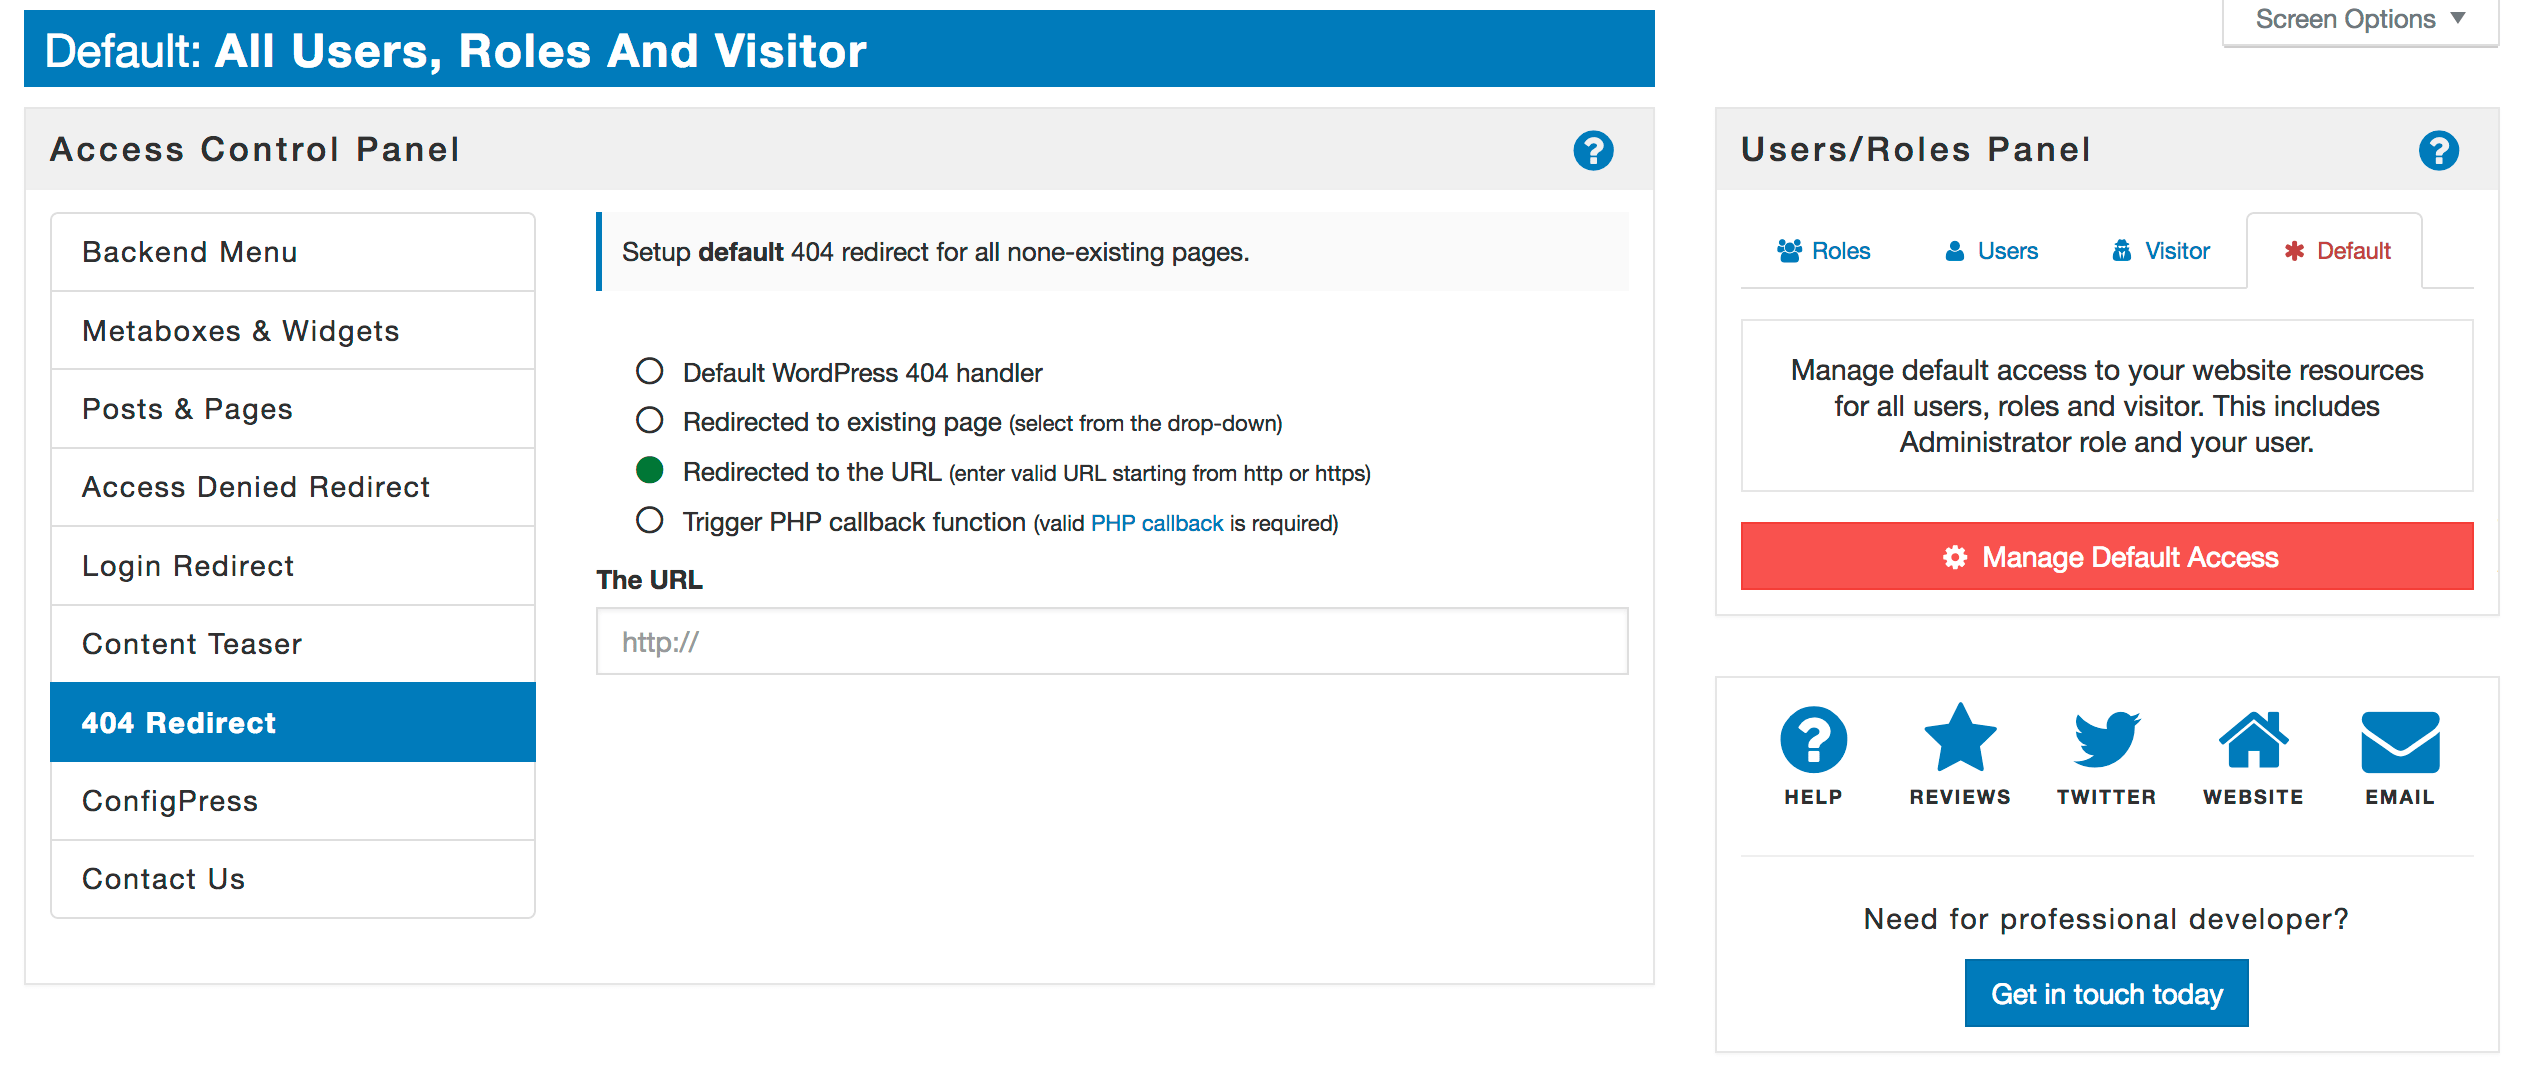 Screen Options
Default: All Users, Roles And Visitor
Access Control Panel
Backend Menu
Metaboxes & Widgets
Posts & Pages
Access Denied Redirect
Login Redirect
Content Teaser
404 Redirect
ConfigPress
Contact Us
Setup default 404 redirect for all none-existing pages.
Default WordPress 404 handler
Redirected to existing page (select from the drop-down)
Redirected to the URL (enter valid URL starting from http or https)
Trigger PHP callback function (valid PHP callback is required)
The URL
http://
Users/Roles Panel
Roles Users Visitor Default
Manage default access to your website resources
for all users, roles and visitor. This includes
Administrator role and your user.
Manage Default Access
HELP REVIEWS TWITTER WEBSITE EMAIL
Need for professional developer?
Get in touch today